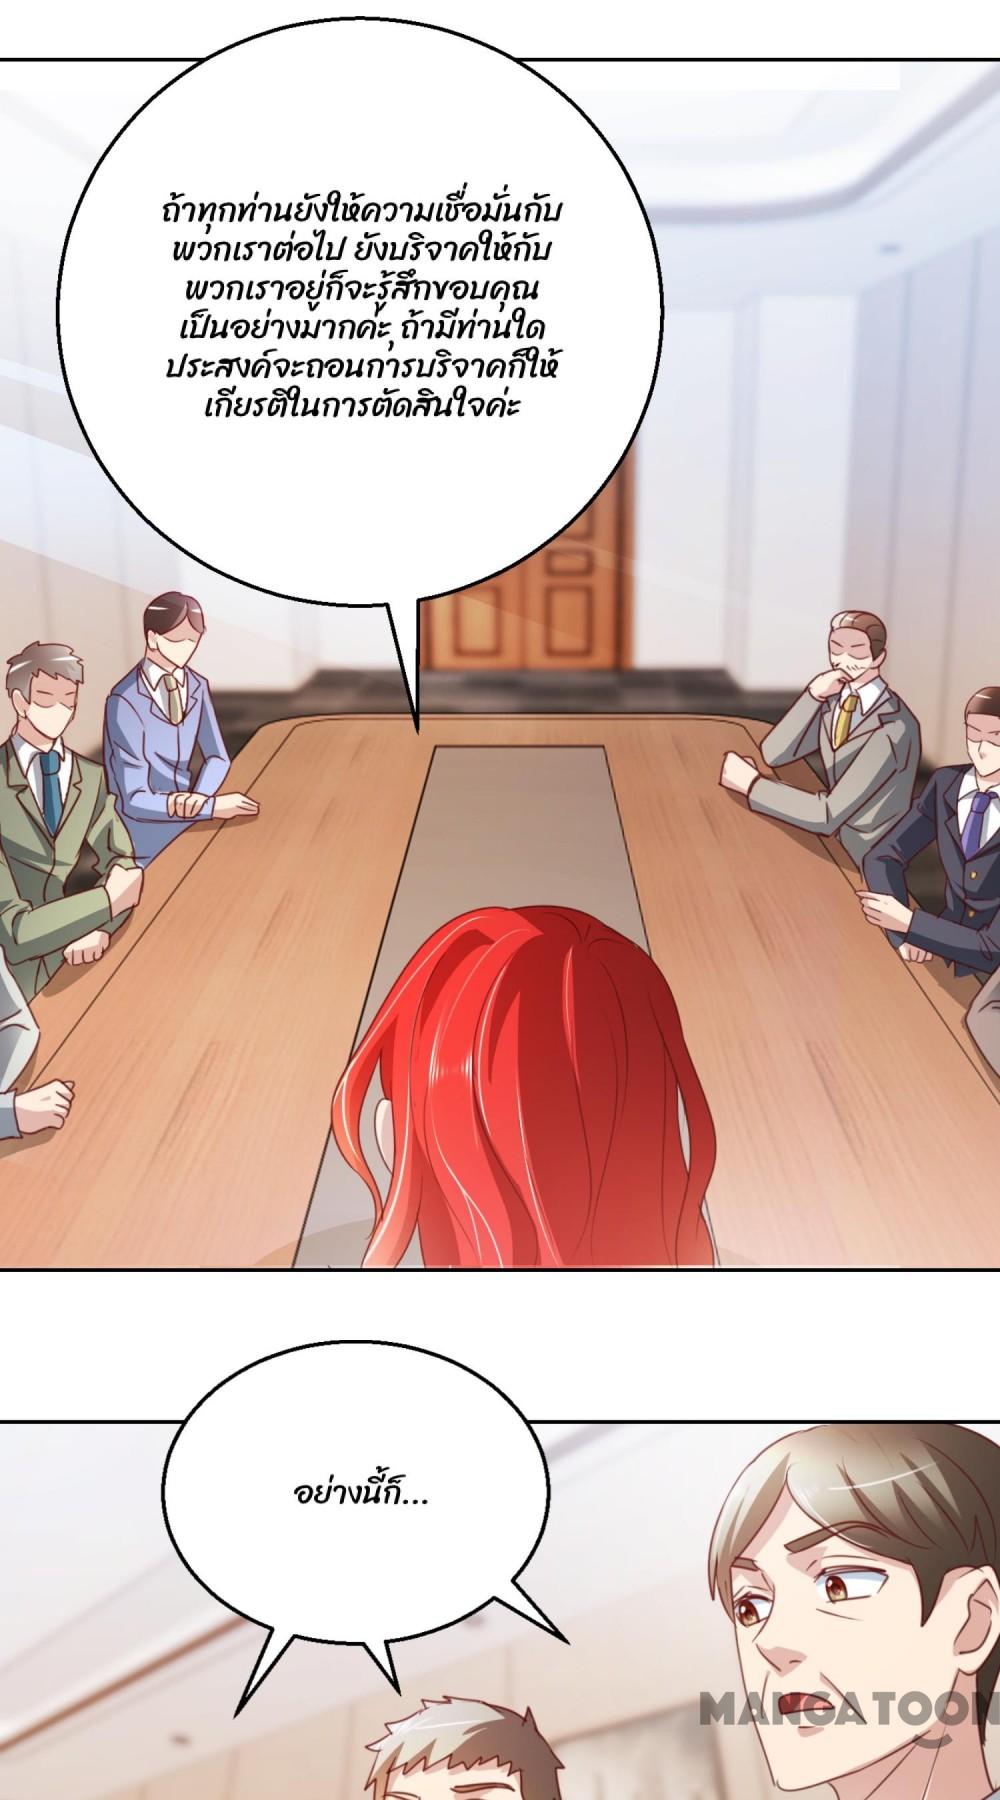 ถ้าทุกท่านยังให้ความเชื่อมั่นกับ
พวกเราต่อไป ยังบริจาคให้กับ
พวกเราอยู่ก็จะรู้สึกขอบคุณ
เป็นอย่างมากค่ะ ถ้ามีท่านใด
ประสงค์จะถอนการบริจาคก็ให้
เกียรติในการตัดสินใจค่ะ
อย่างนี้ก็...
MANGATOON